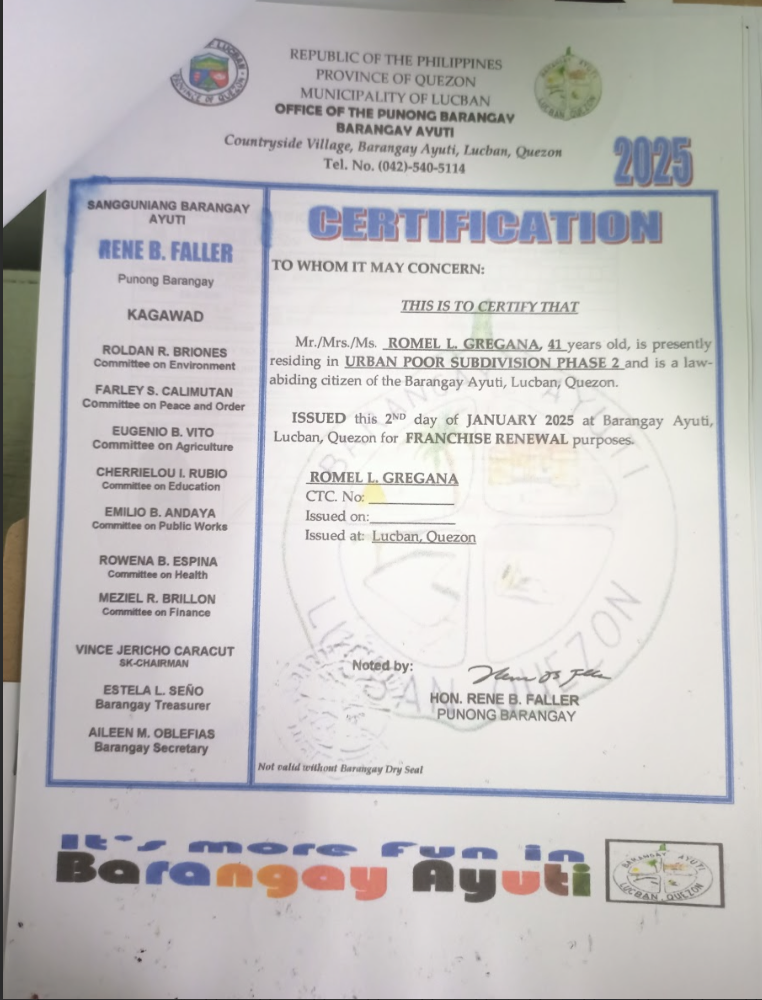 REPUBLIC OF THE PHILIPPINES
PROVINCE OF QUEZON
MUNICIPALITY OF LUCBAN
OFFICE OF THE PUNONG BARANGAY
BARANGAY AYUTI
Countryside Village, Barangay Ayuti, Lucban, Quezon
Tel. No. (042)-540-5114
2025
SANGGUNIANG BARANGAY
AYUTI
RENE B. FALLER
Punong Barangay
KAGAWAD
ROLDAN R. BRIONES
Committee on Environment
FARLEY S. CALIMUTAN
Committee on Peace and Order
EUGENIO B. VITO
Committee on Agriculture
CHERRIELOU I. RUBIO
Committee on Education
EMILIO B. ANDAYA
Committee on Public Works
ROWENA B. ESPINA
Committee on Health
MEZIEL R. BRILLON
Committee on Finance
VINCE JERICHO CARACUT
SK-CHAIRMAN
ESTELA L. SEÑO
Barangay Treasurer
AILEEN M. OBLEFIAS
Barangay Secretary
CERTIFICATION
TO WHOM IT MAY CONCERN:
THIS IS TO CERTIFY THAT
Mr./Mrs./Ms. ROMEL L. GREGANA, 41 years old, is presently
residing in URBAN POOR SUBDIVISION PHASE 2 and is a law-
abiding citizen of the Barangay Ayuti, Lucban, Quezon.
ISSUED this 2ND day of JANUARY 2025 at Barangay Ayuti,
Lucban, Quezon for FRANCHISE RENEWAL purposes.
ROMEL L. GREGANA
CTC. No:
Issued on:
Issued at: Lucban, Quezon
Noted by:
HON. RENE B. FALLER
PUNONG BARANGAY
Not valid without Barangay Dry Seal
It's more fun in
Barangay Ayuti
BARANGAY AYUTI
LUCBAN, QUEZON